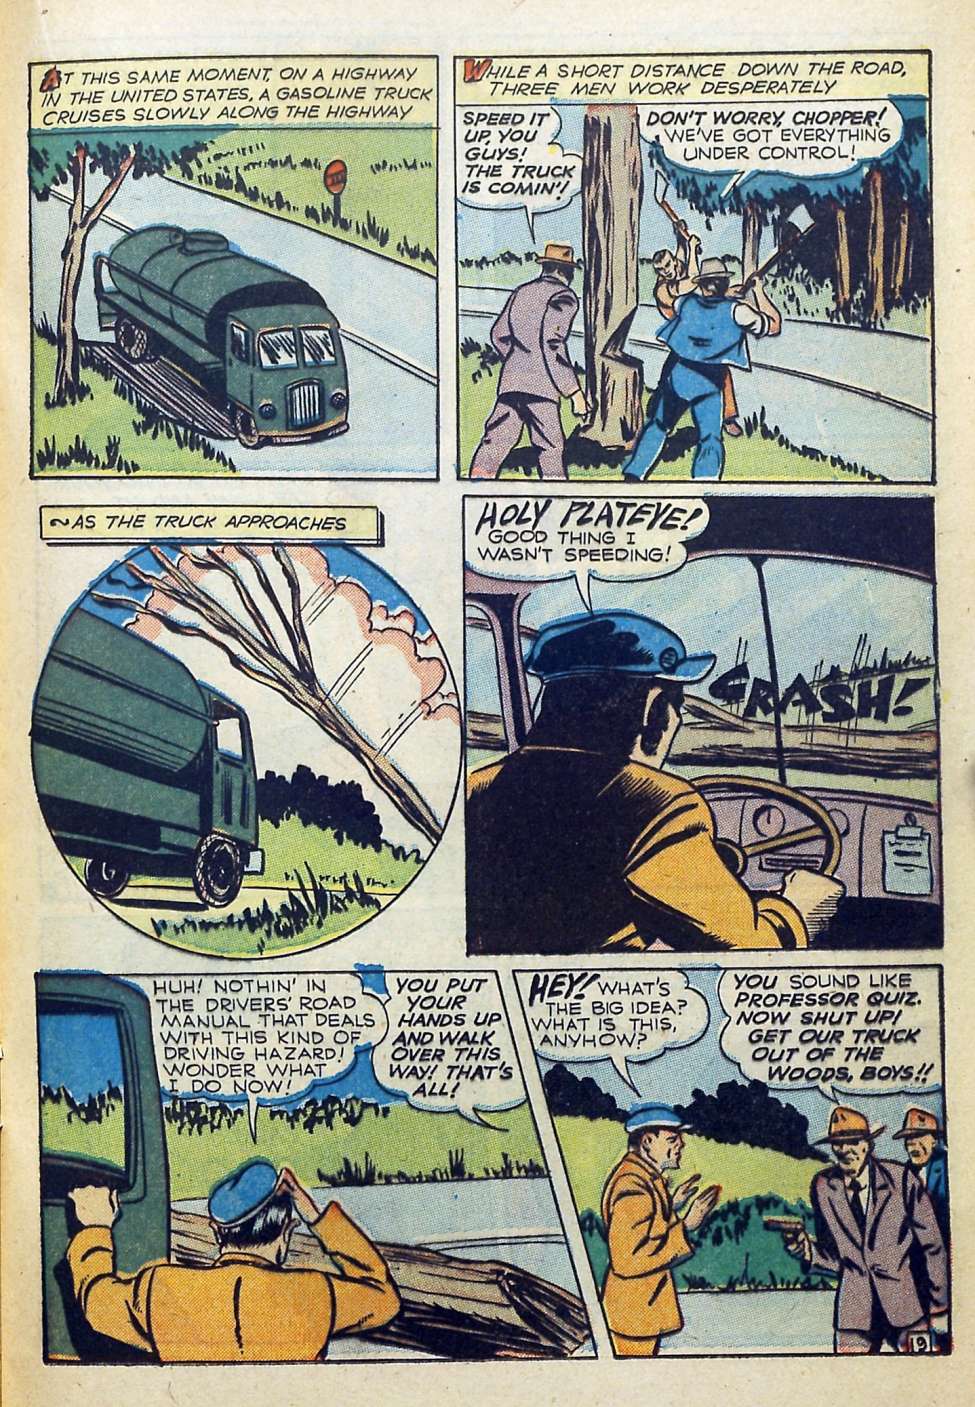 AT THIS SAME MOMENT, ON A HIGHWAY
IN THE UNITED STATES, A GASOLINE TRUCK
CRUISES SLOWLY ALONG THE HIGHWAY
WHILE A SHORT DISTANCE DOWN THE ROAD,
THREE MEN WORK DESPERATELY
SPEED IT
UP, YOU
GUYS!
THE TRUCK
IS COMIN'!
DON'T WORRY, CHOPPER!
WE'VE GOT EVERYTHING
UNDER CONTROL!
~AS THE TRUCK APPROACHES
HOLY PLATEYE!
GOOD THING I
WASN'T SPEEDING!
CRASH!
HUH! NOTHIN' IN
THE DRIVERS' ROAD
MANUAL THAT DEALS
WITH THIS KIND OF
DRIVING HAZARD!
WONDER WHAT
I DO NOW!
YOU PUT
YOUR
HANDS UP
AND WALK
OVER THIS
WAY! THAT'S
ALL!
HEY! WHAT'S
THE BIG IDEA?
WHAT IS THIS,
ANYHOW?
YOU SOUND LIKE
PROFESSOR QUIZ.
NOW SHUT UP!
GET OUR TRUCK
OUT OF THE
WOODS, BOYS!!
19